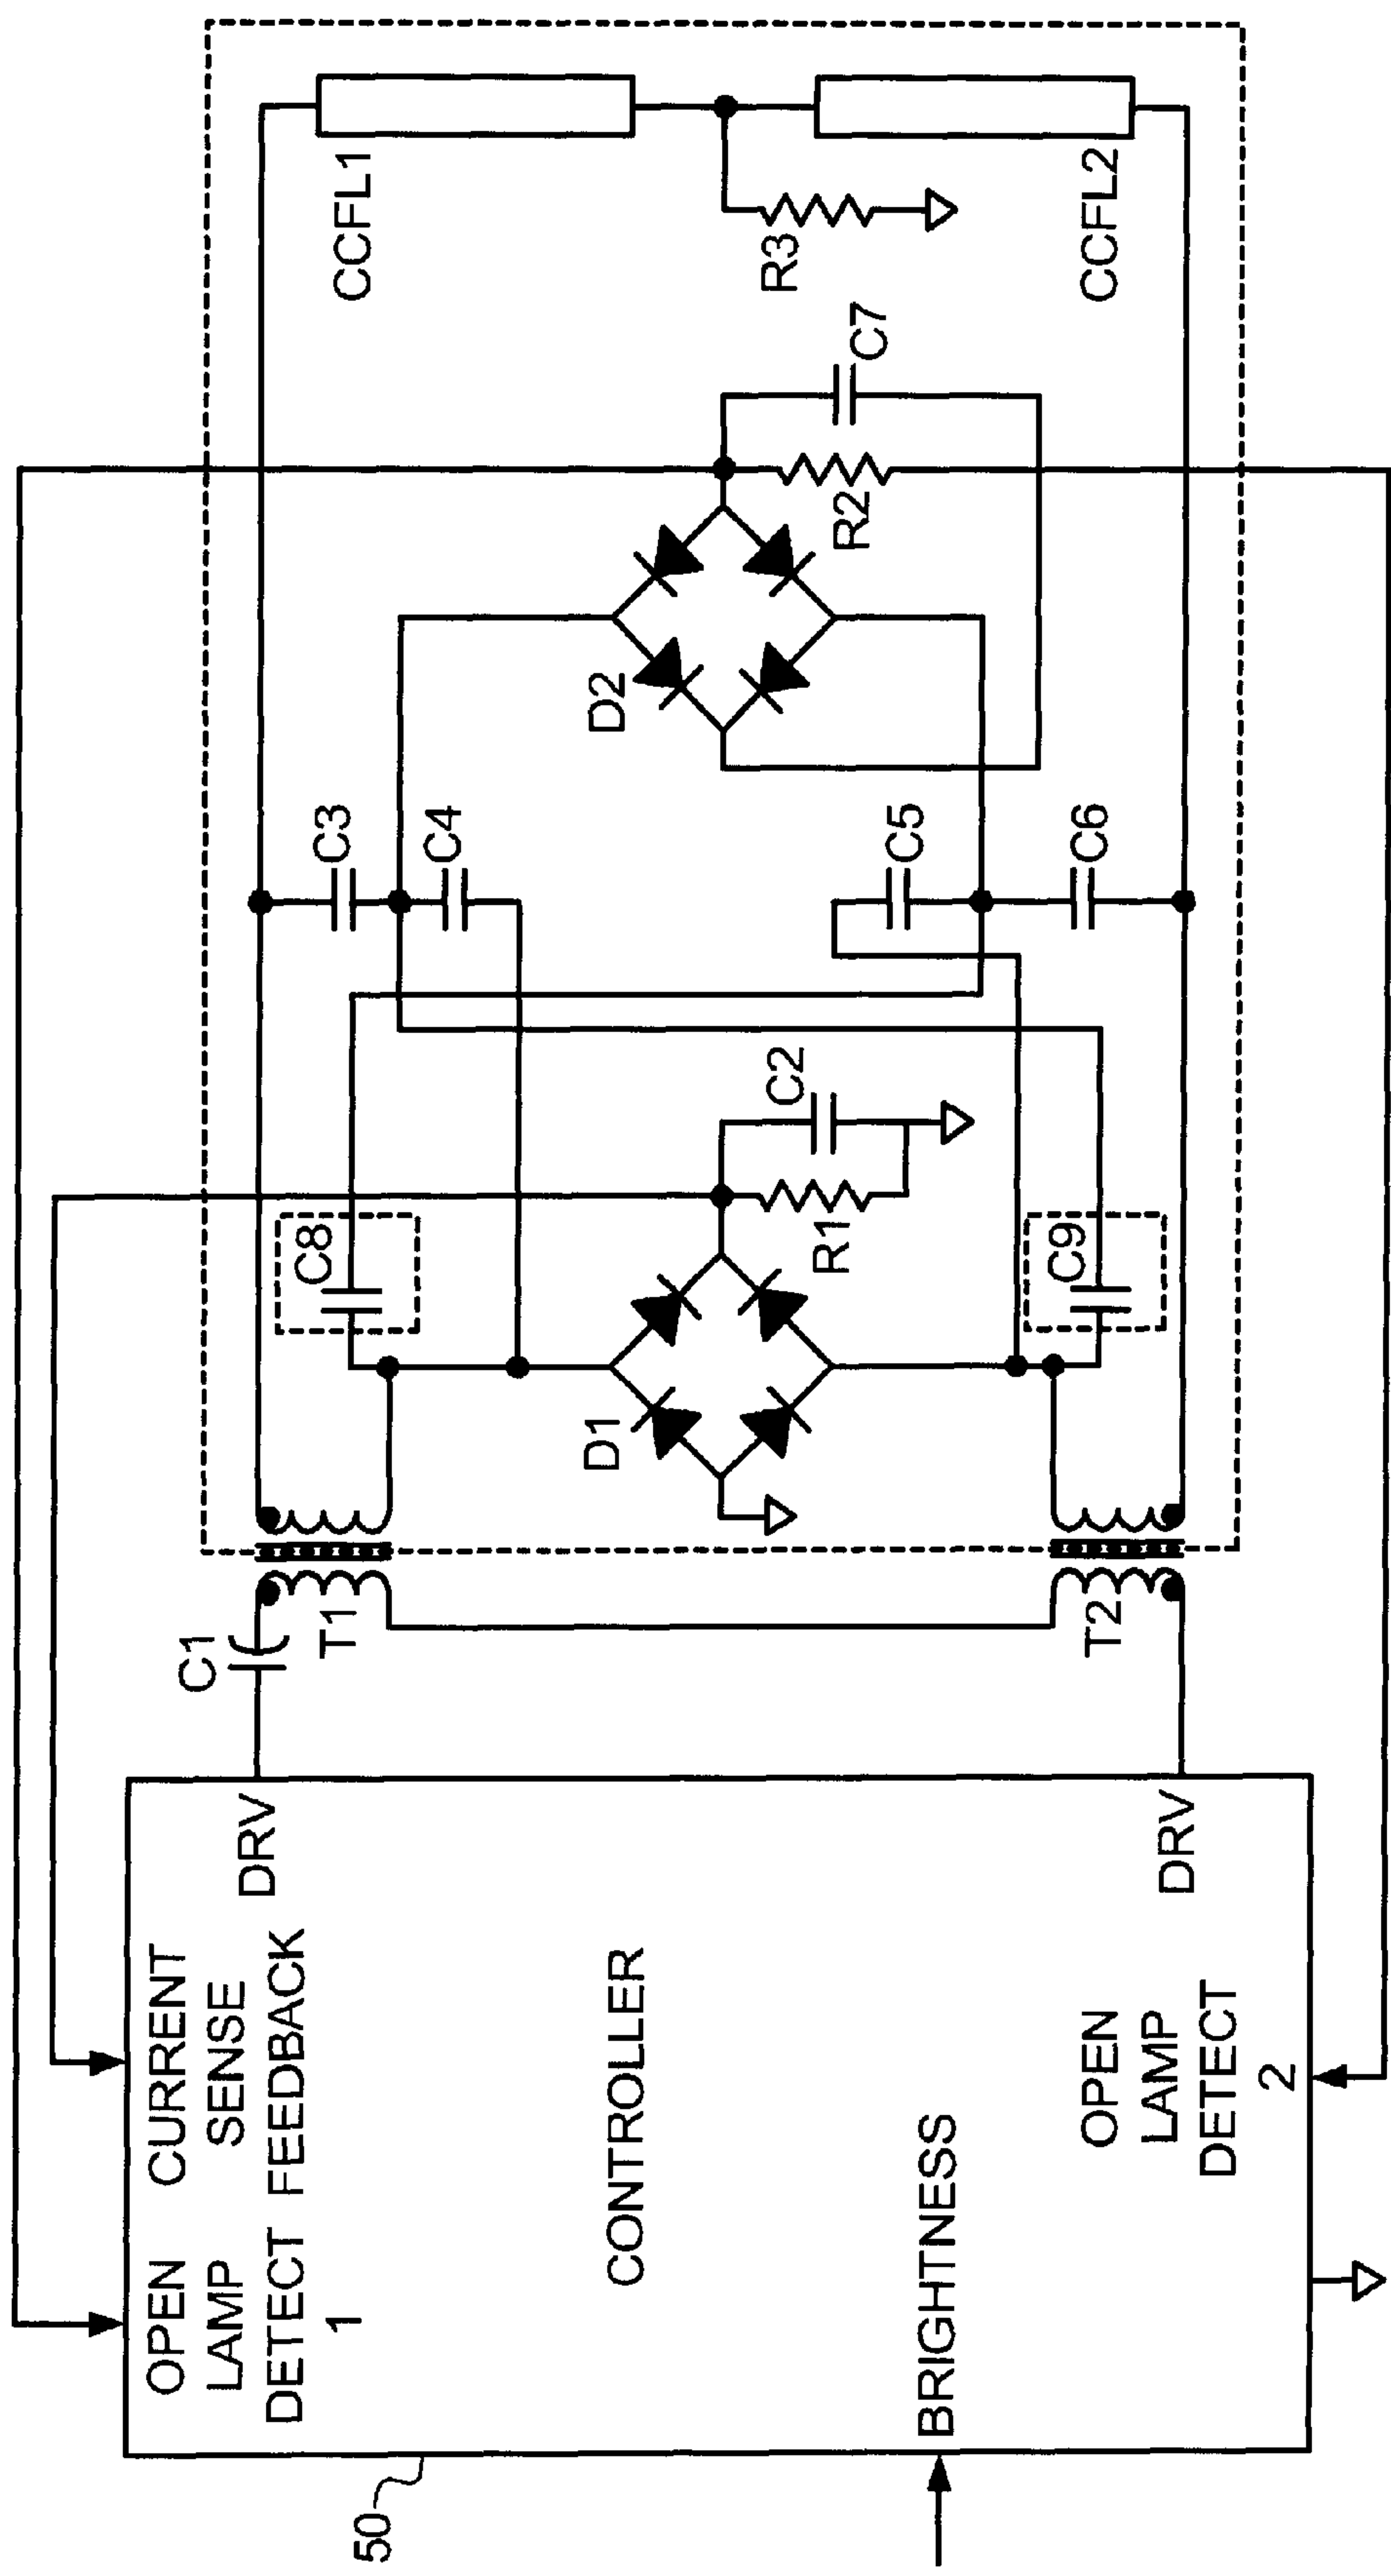 50
OPEN
LAMP
DETECT
1
CURRENT
SENSE
FEEDBACK
DRV
CONTROLLER
BRIGHTNESS
OPEN
LAMP
DETECT
2
DRV
C1
T1
T2
D1
R1
C2
C8
C9
C3
C4
C5
C6
D2
R2
C7
R3
CCFL1
CCFL2